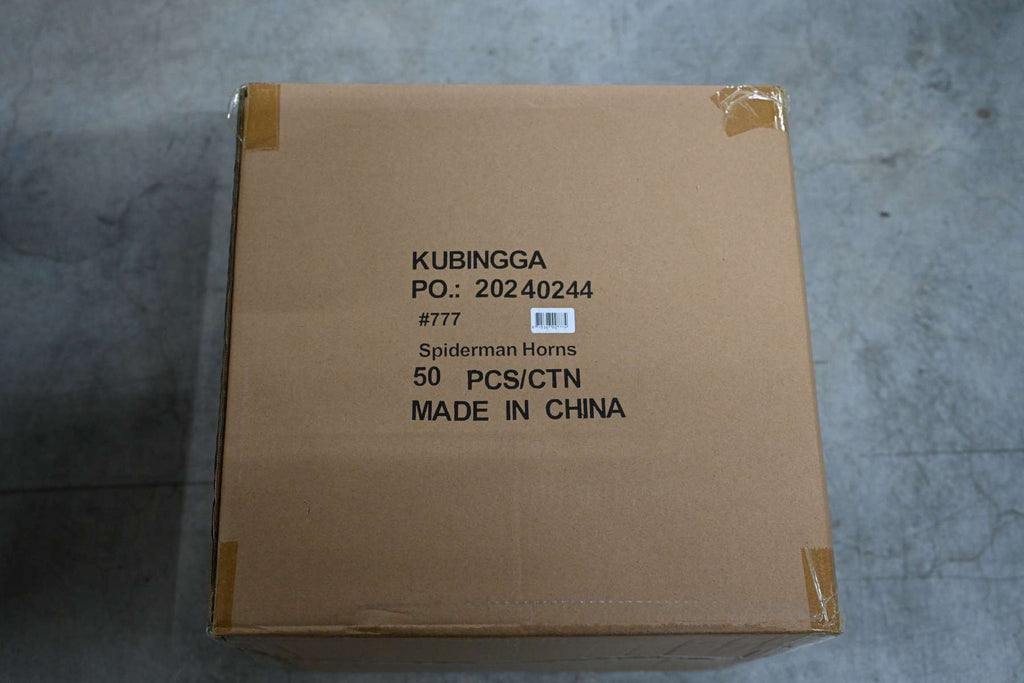 KUBINGGA
PO.: 20240244
#777
Spiderman Horns
50 PCS/CTN
MADE IN CHINA